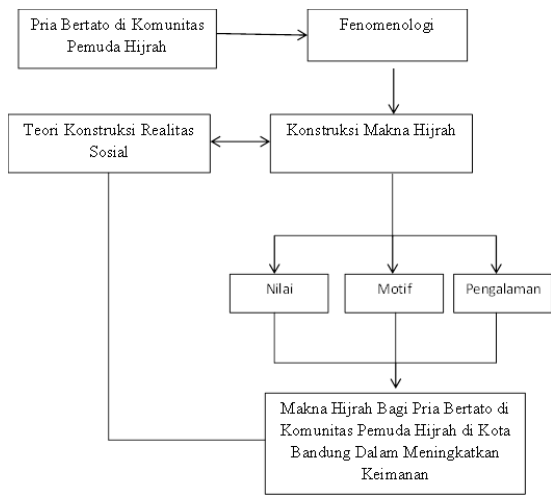 Pria Bertato di Komunitas
Pemuda Hijrah
Fenomenologi
Teori Konstruksi Realitas
Sosial
Konstruksi Makna Hijrah
Nilai
Motif
Pengalaman
Makna Hijrah Bagi Pria Bertato di
Komunitas Pemuda Hijrah di Kota
Bandung Dalam Meningkatkan
Keimanan